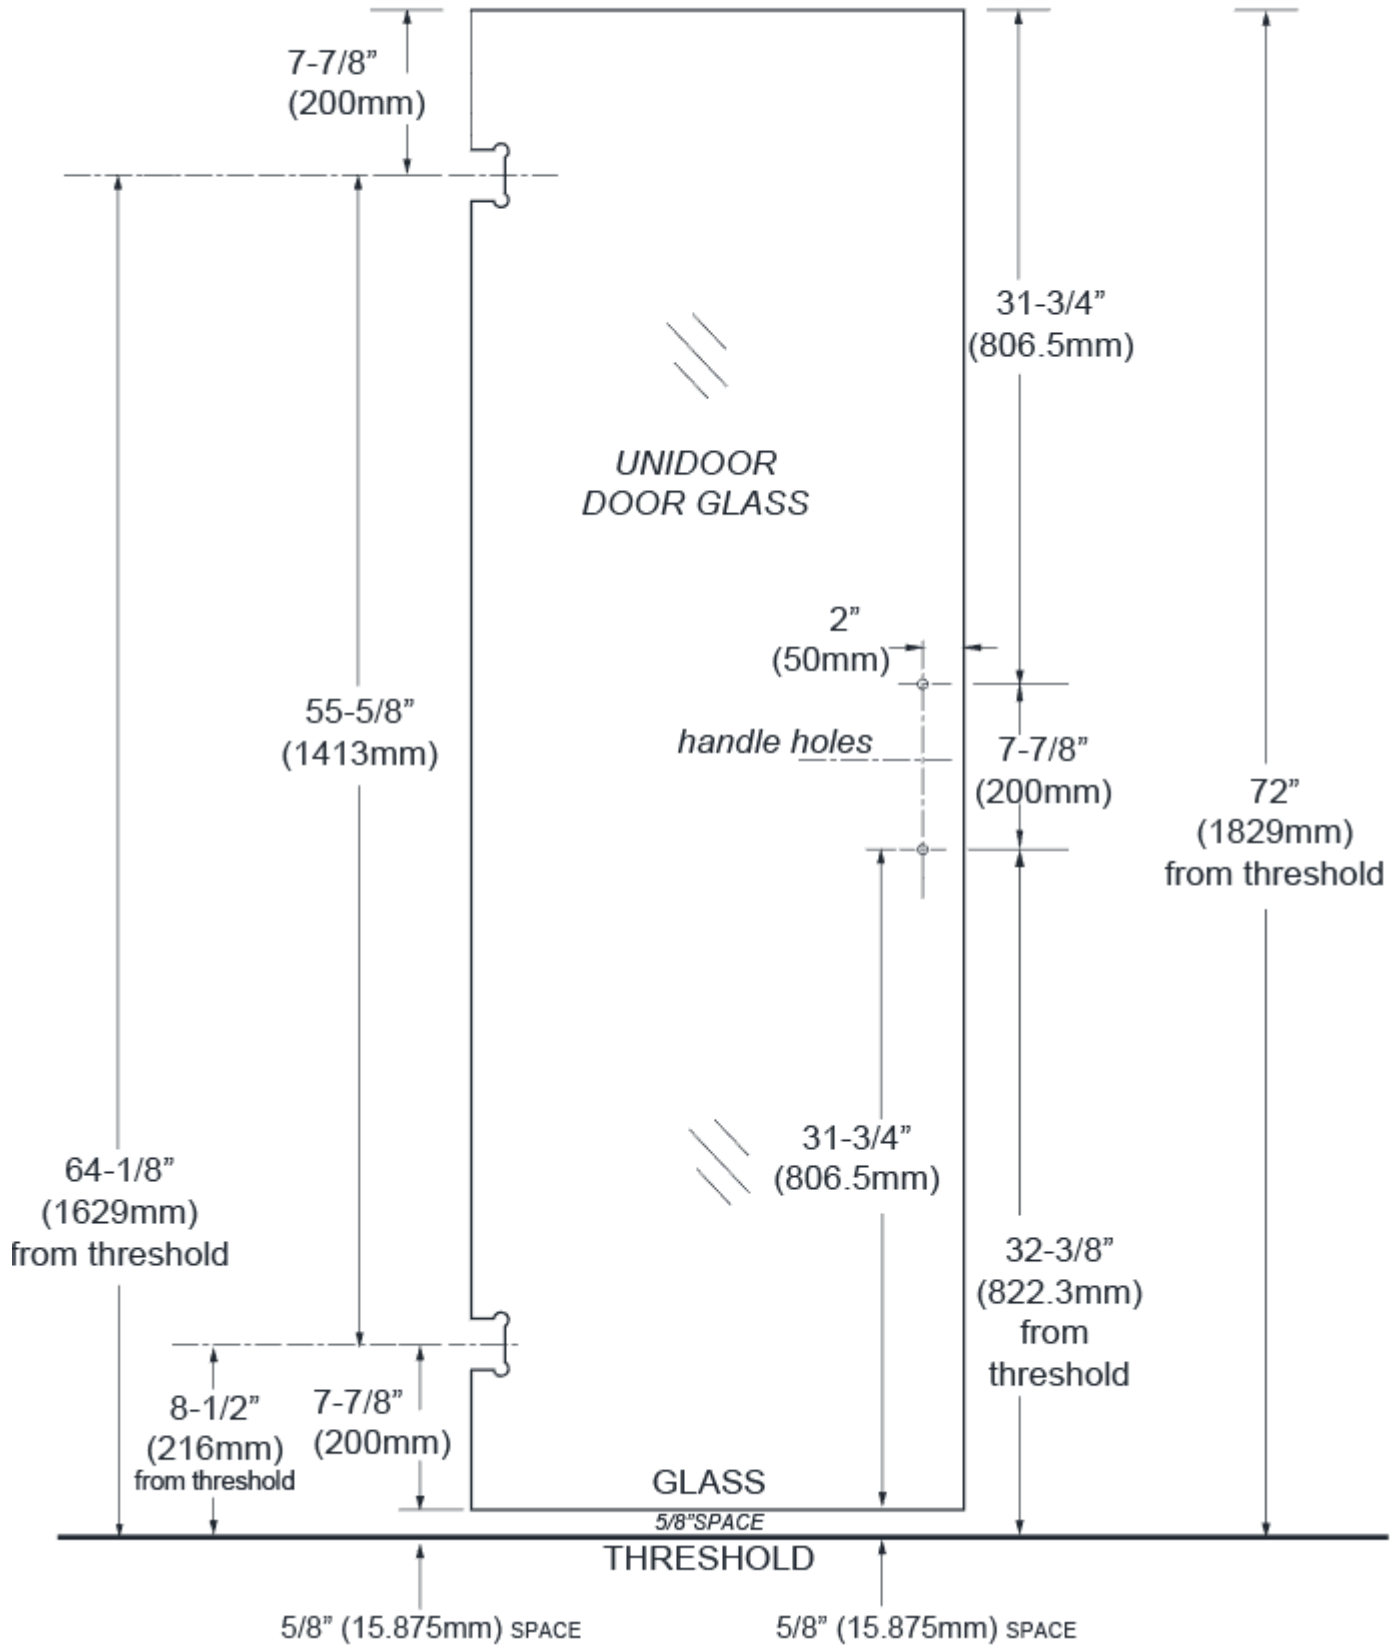 7-7/8”
(200mm)
31-3/4”
(806.5mm)
UNIDOOR
DOOR GLASS
2”
(50mm)
55-5/8”
(1413mm)
handle holes
7-7/8”
(200mm)
72”
(1829mm)
from threshold
31-3/4”
(806.5mm)
64-1/8”
(1629mm)
from threshold
32-3/8”
(822.3mm)
from
threshold
8-1/2”
(216mm)
from threshold
7-7/8”
(200mm)
GLASS
5/8”SPACE
THRESHOLD
5/8” (15.875mm) SPACE
5/8” (15.875mm) SPACE